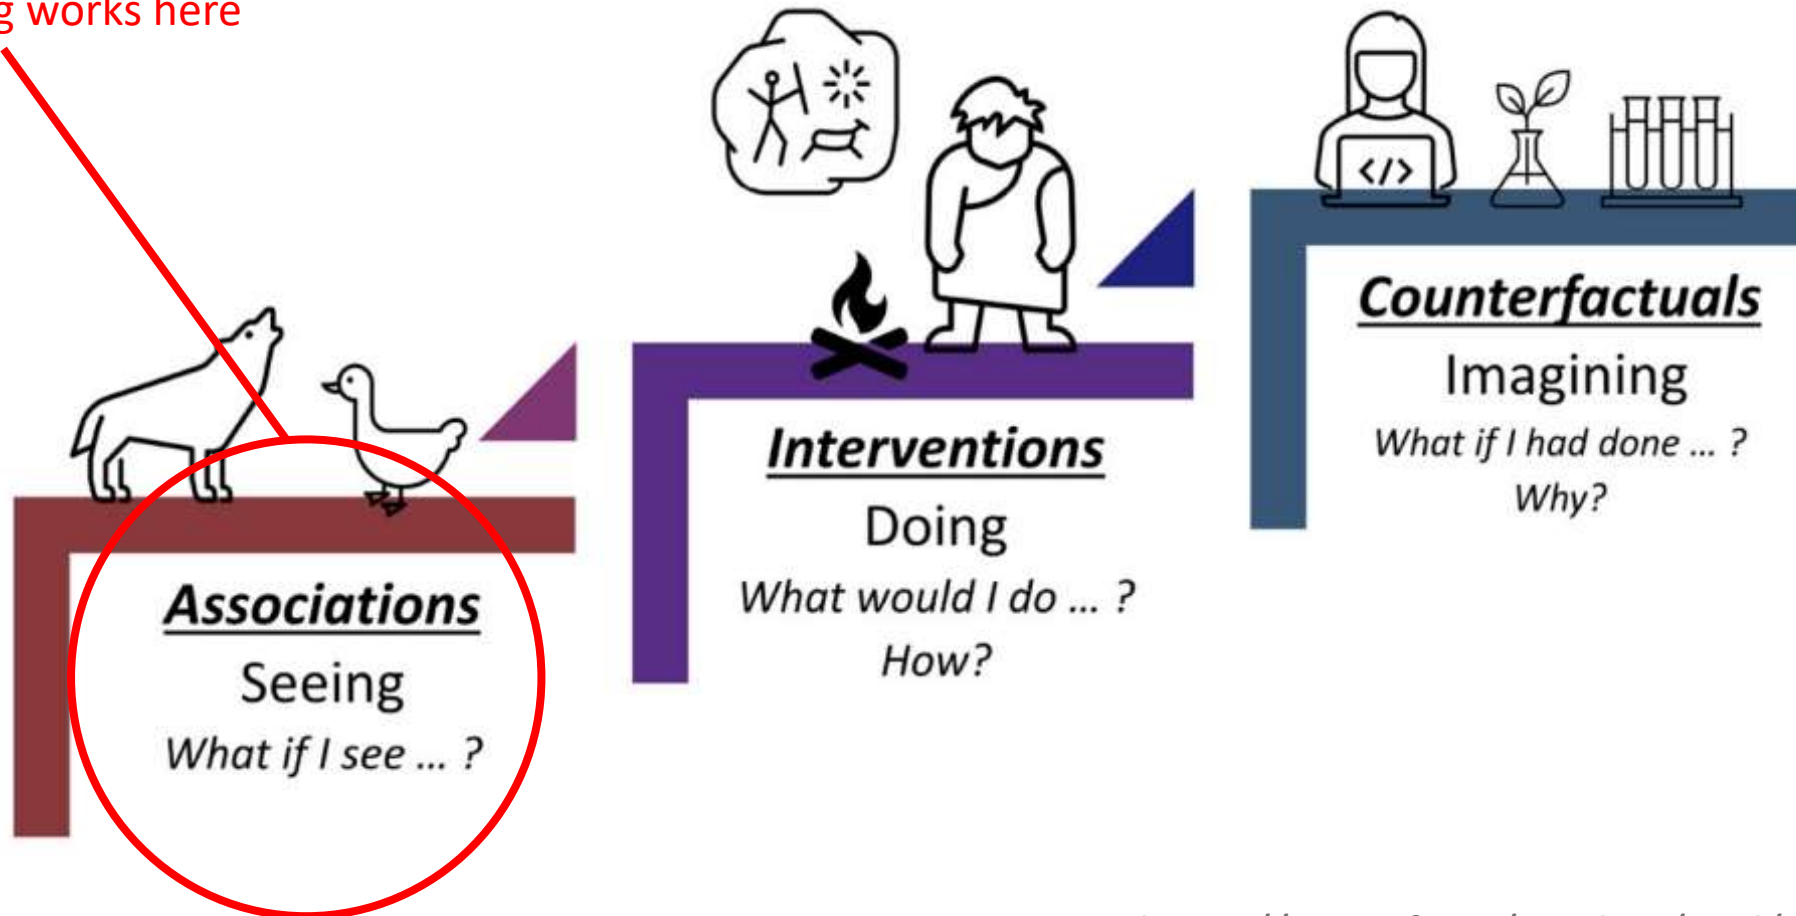 works here
</>
Associations
Seeing
What if I see ... ?
Interventions
Doing
What would I do ... ?
How?
Counterfactuals
Imagining
What if I had done ... ?
Why?